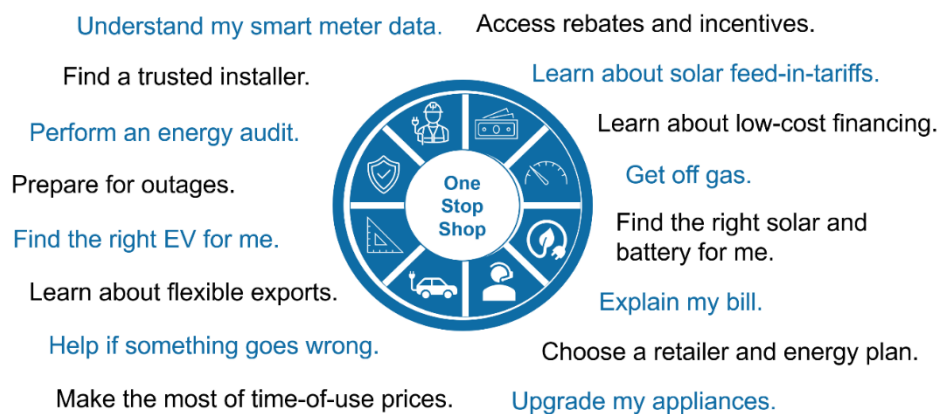 Understand my smart meter data.
Access rebates and incentives.
Find a trusted installer.
Learn about solar feed-in-tariffs.
Perform an energy audit.
Learn about low-cost financing.
Prepare for outages.
Get off gas.
One
Stop
Shop
Find the right EV for me.
Find the right solar and
battery for me.
Learn about flexible exports.
Explain my bill.
Help if something goes wrong.
Choose a retailer and energy plan.
Make the most of time-of-use prices.
Upgrade my appliances.